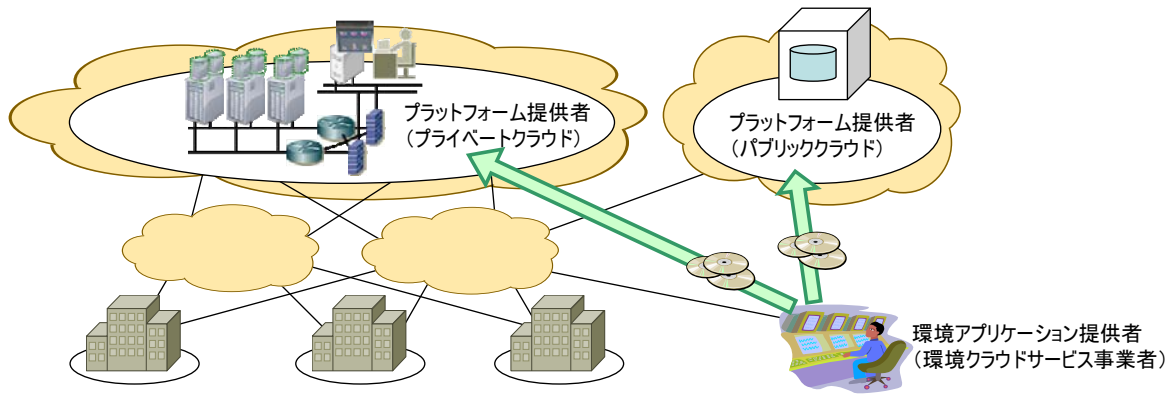 プラットフォーム提供者
（プライベートクラウド）
プラットフォーム提供者
（パブリッククラウド）
環境アプリケーション提供者
（環境クラウドサービス事業者）